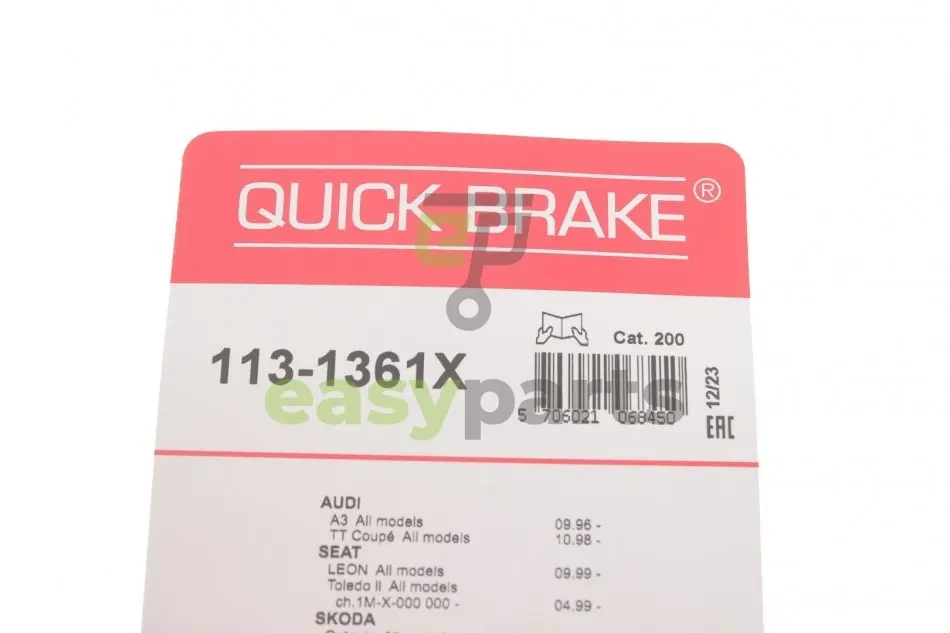 QUICK BRAKE®
113-1361X
Cat. 200
5 706021 068450
12/23
EAC
easyparts
AUDI
A3 All models 09.96 -
TT Coupé All models 10.98 -
SEAT
LEON All models 09.99 -
Toledo II All models
ch.1M-X-000 000 - 04.99 -
SKODA